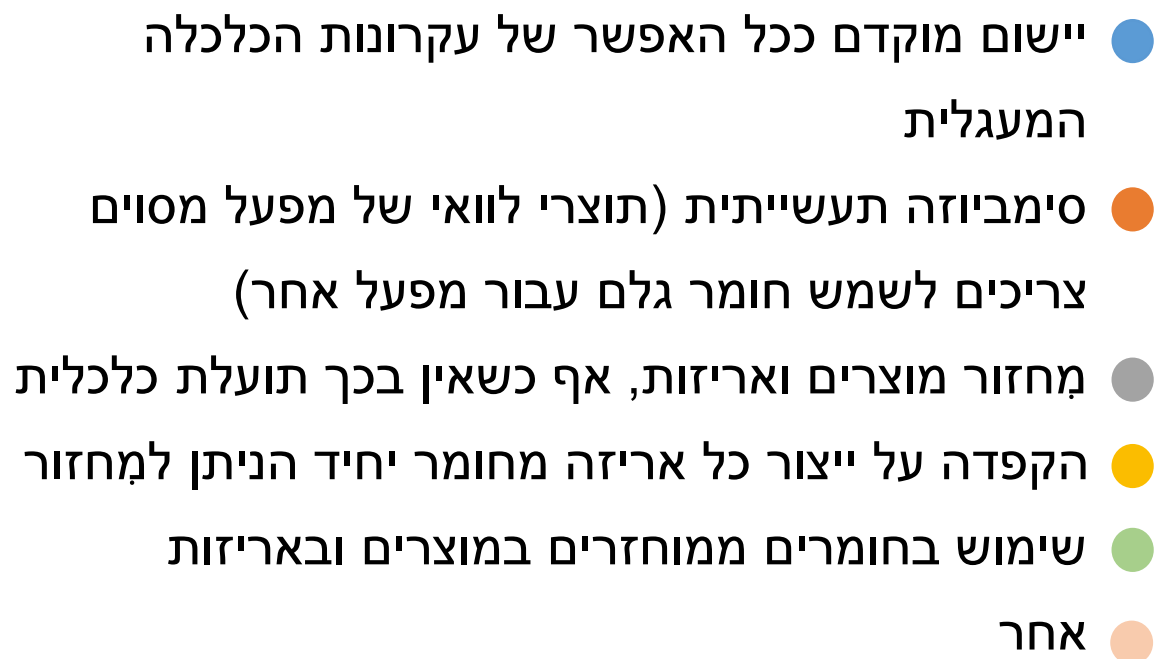 יישום מוקדם ככל האפשר של עקרונות הכלכלה
המעגלית
סימביוזה תעשייתית (תוצרי לוואי של מפעל מסוים
צריכים לשמש חומר גלם עבור מפעל אחר)
מִחזור מוצרים ואריזות, אף כשאין בכך תועלת כלכלית
הקפדה על ייצור כל אריזה מחומר יחיד הניתן למִחזור
שימוש בחומרים ממוחזרים במוצרים ובאריזות
אחר